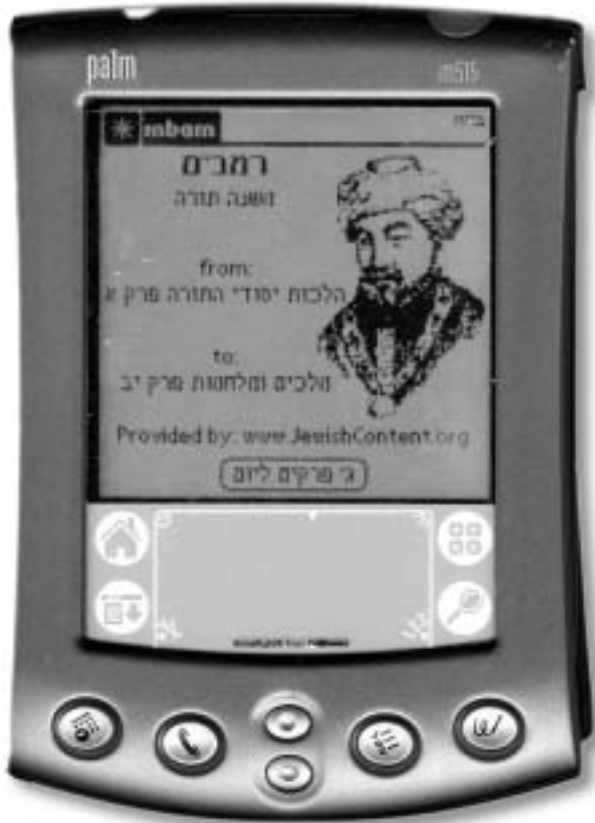 palm m515
mbam
ב״ה
רמב״ם
משנה תורה
from:
הלכות יסודי התורה פרק א
to:
מלכים ומלחמות פרק יב
Provided by: www.JewishContent.org
ג׳ פרקים ליום